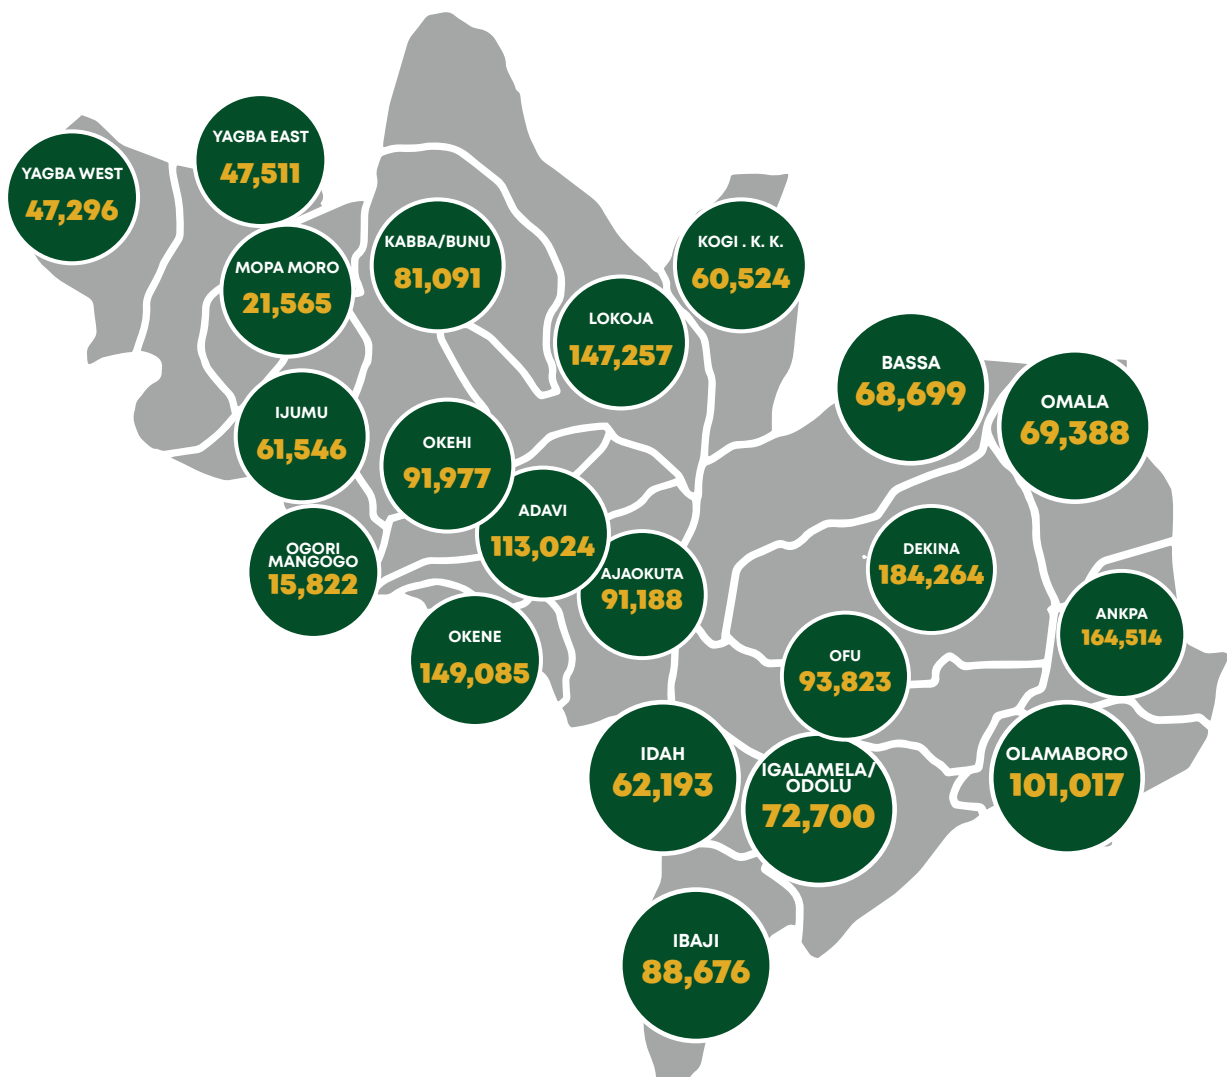 YAGBA EAST
47,511
YAGBA WEST
47,296
KABBA/BUNU
81,091
KOGI . K. K.
60,524
MOPA MORO
21,565
LOKOJA
147,257
BASSA
68,699
OMALA
69,388
IJUMU
61,546
OKEHI
91,977
ADAVI
113,024
OGORI
MANGOGO
15,822
AJAOKUTA
91,188
DEKINA
184,264
ANKPA
164,514
OKENE
149,085
OFU
93,823
IDAH
62,193
IGALAMELA/
ODOLU
72,700
OLAMABORO
101,017
IBAJI
88,676